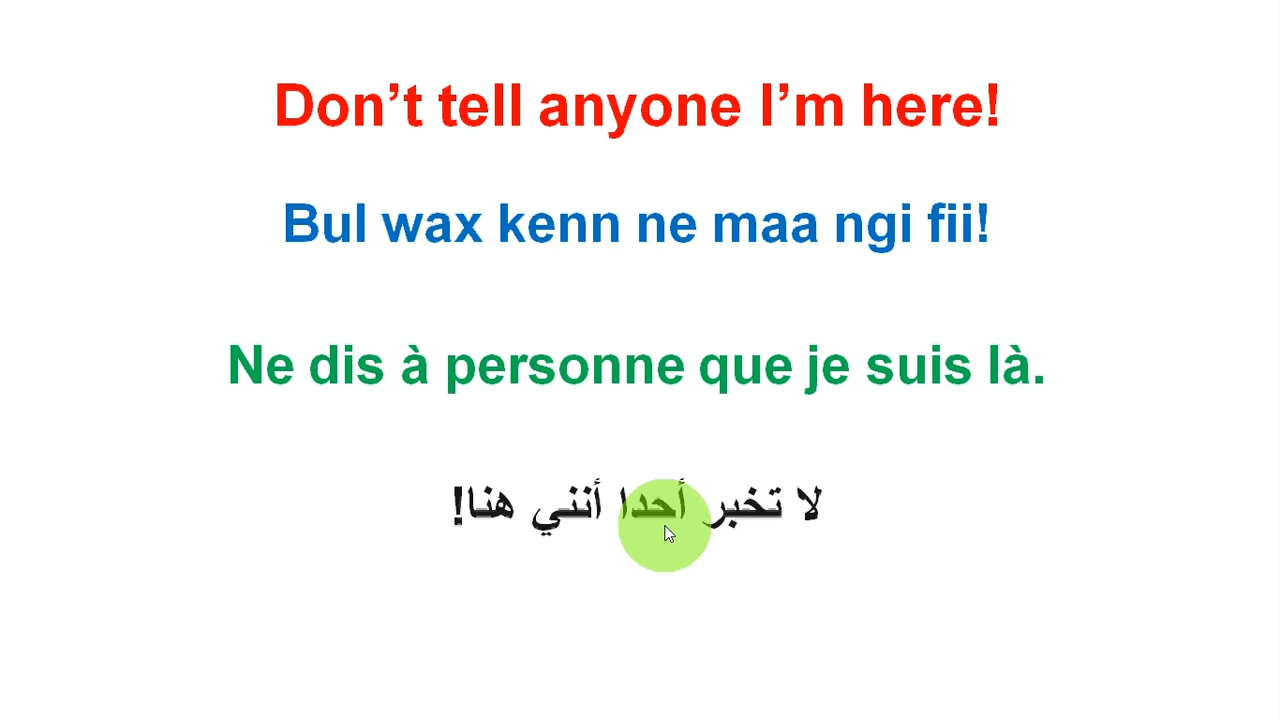 Don’t tell anyone I’m here!
Bul wax kenn ne maa ngi fii!
Ne dis à personne que je suis là.
لا تخبر أحدا أنني هنا!